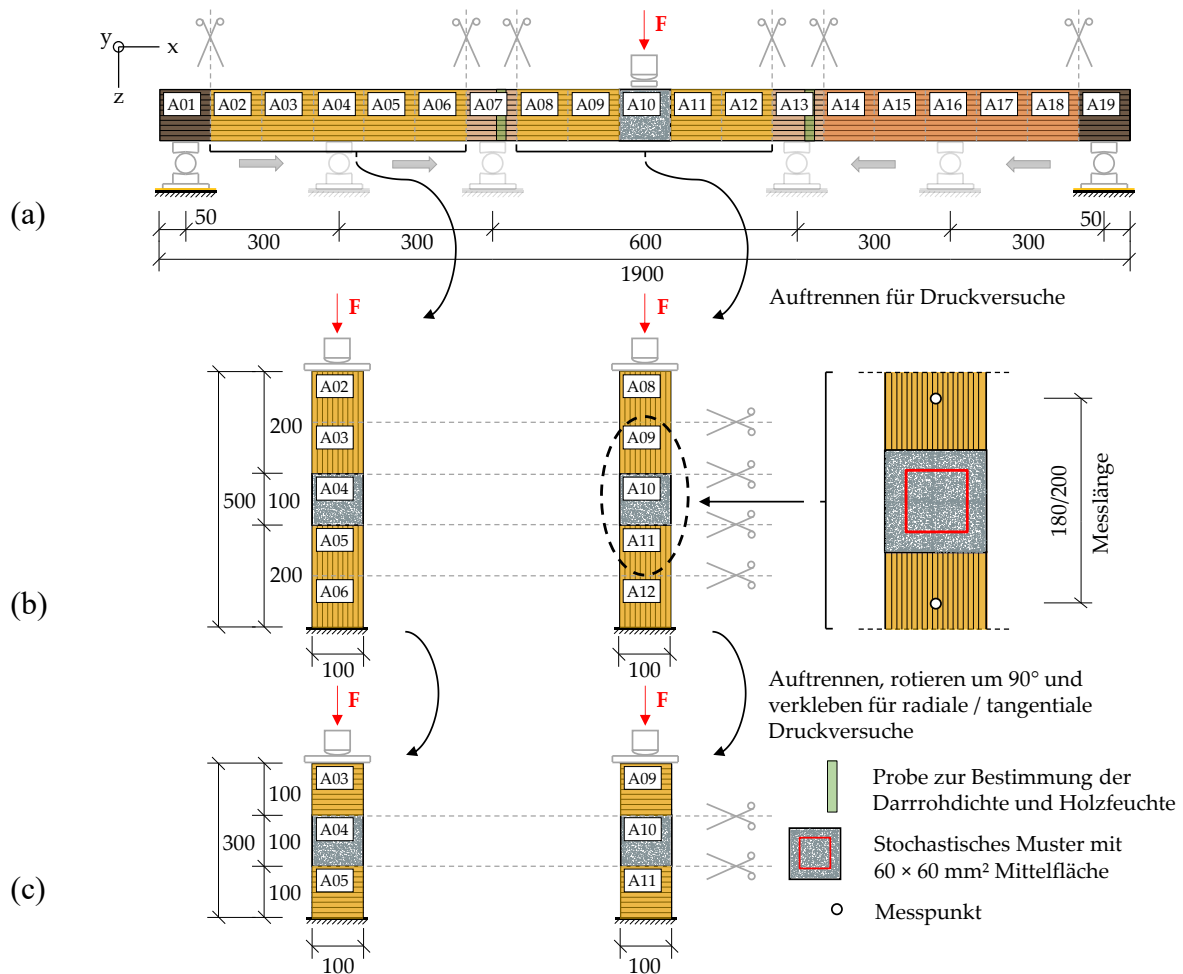 F
y
x
z
A01 A02 A03 A04 A05 A06 A07 A08 A09 A10 A11 A12 A13 A14 A15 A16 A17 A18 A19
(a)
50 50
300 300 600 300 300
1900
Auftrennen für Druckversuche
F F
A02 A08
200
A03 A09
500 100
A04 A10
A05 A11
200
A06 A12
180/200
Messlänge
(b)
100 100
Auftrennen, rotieren um 90° und
verkleben für radiale / tangentiale
Druckversuche
F F
A03 A09
100
300 100
A04 A10
100
A05 A11
(c)
100 100
Probe zur Bestimmung der
Darrrohdichte und Holzfeuchte
Stochastisches Muster mit
60 × 60 mm² Mittelfläche
Messpunkt